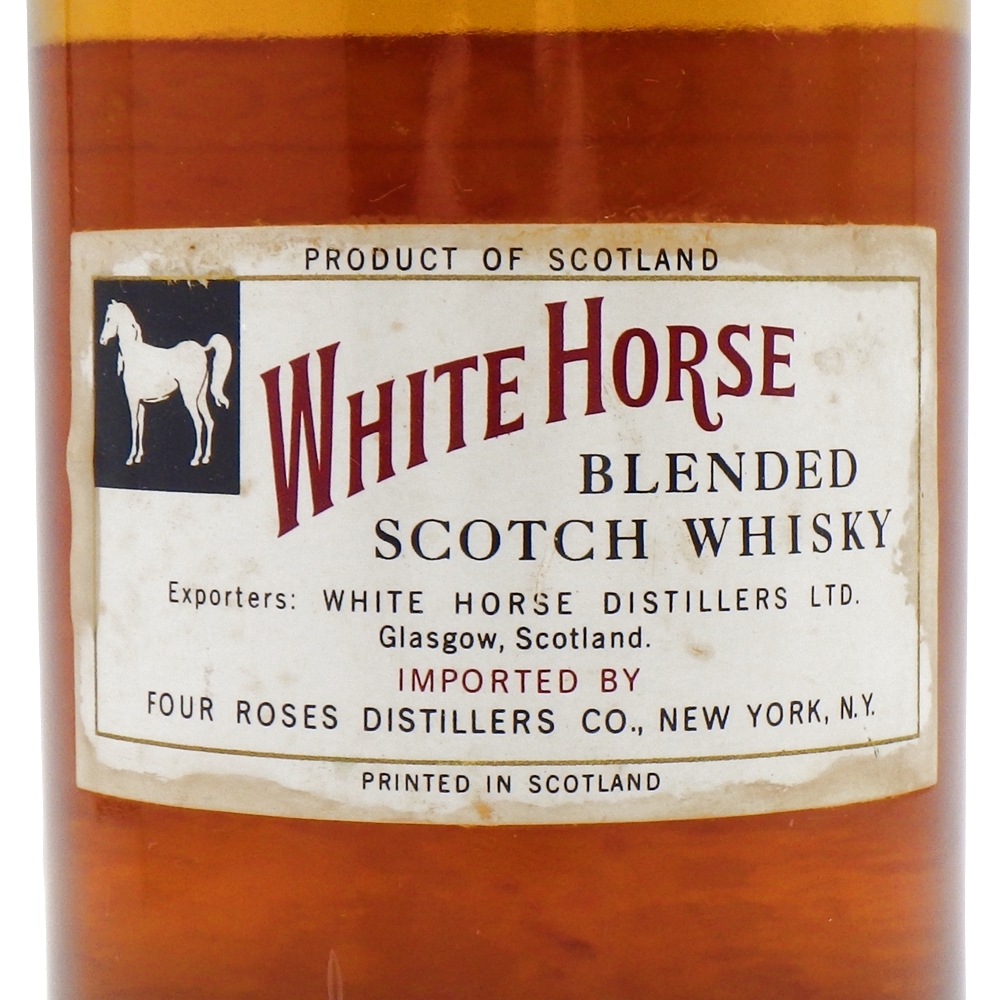 PRODUCT OF SCOTLAND
WHITE HORSE
BLENDED
SCOTCH WHISKY
Exporters: WHITE HORSE DISTILLERS LTD.
Glasgow, Scotland.
IMPORTED BY
FOUR ROSES DISTILLERS CO., NEW YORK, N.Y.
PRINTED IN SCOTLAND